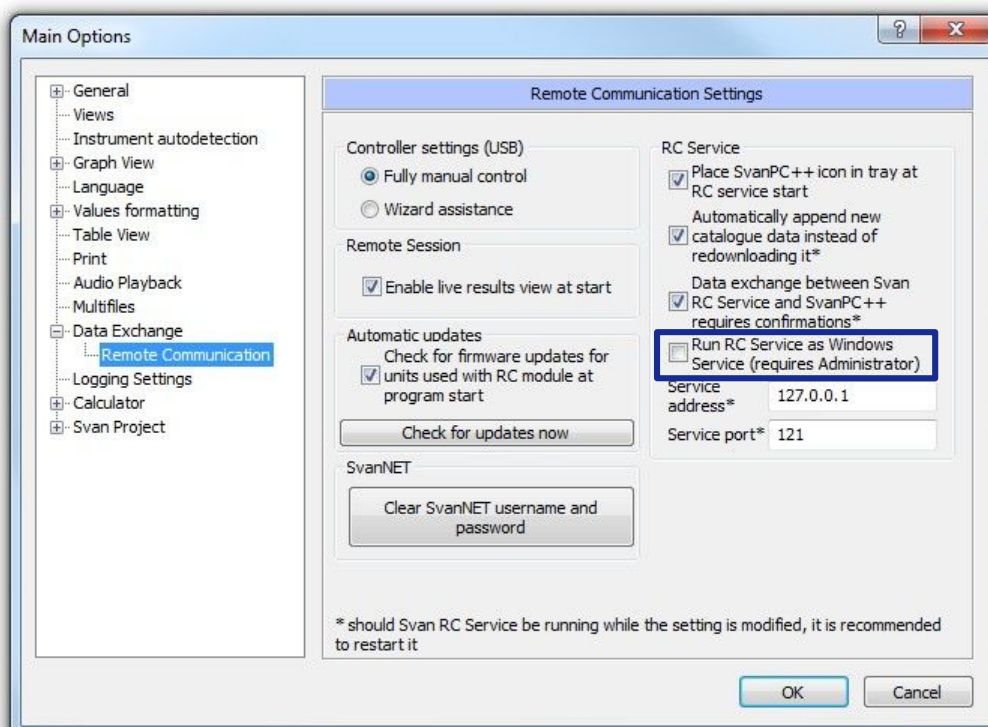 Main Options
General
Views
Instrument autodetection
Graph View
Language
Values formatting
Table View
Print
Audio Playback
Multifiles
Data Exchange
Remote Communication
Logging Settings
Calculator
Svan Project
Remote Communication Settings
Controller settings (USB)
Fully manual control
Wizard assistance
Remote Session
Enable live results view at start
Automatic updates
Check for firmware updates for
units used with RC module at
program start
Check for updates now
SvanNET
Clear SvanNET username and
password
RC Service
Place SvanPC++ icon in tray at
RC service start
Automatically append new
catalogue data instead of
redownloading it*
Data exchange between Svan
RC Service and SvanPC++
requires confirmations*
Run RC Service as Windows
Service (requires Administrator)
Service
address*
127.0.0.1
Service port* 121
* should Svan RC Service be running while the setting is modified, it is recommended
to restart it
OK
Cancel